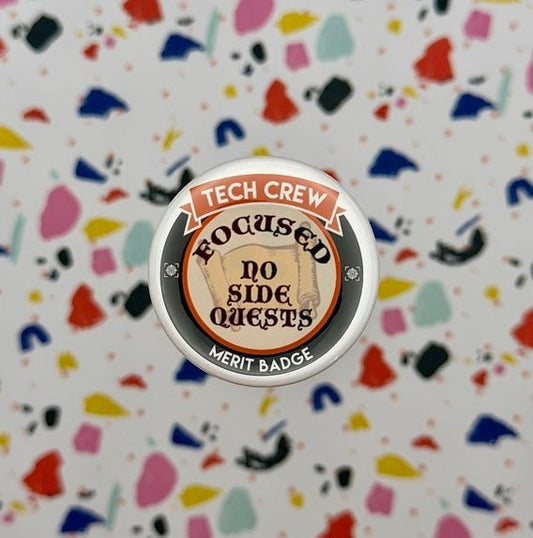 TECH CREW
FOCUSED
NO
SIDE
QUESTS
MERIT BADGE